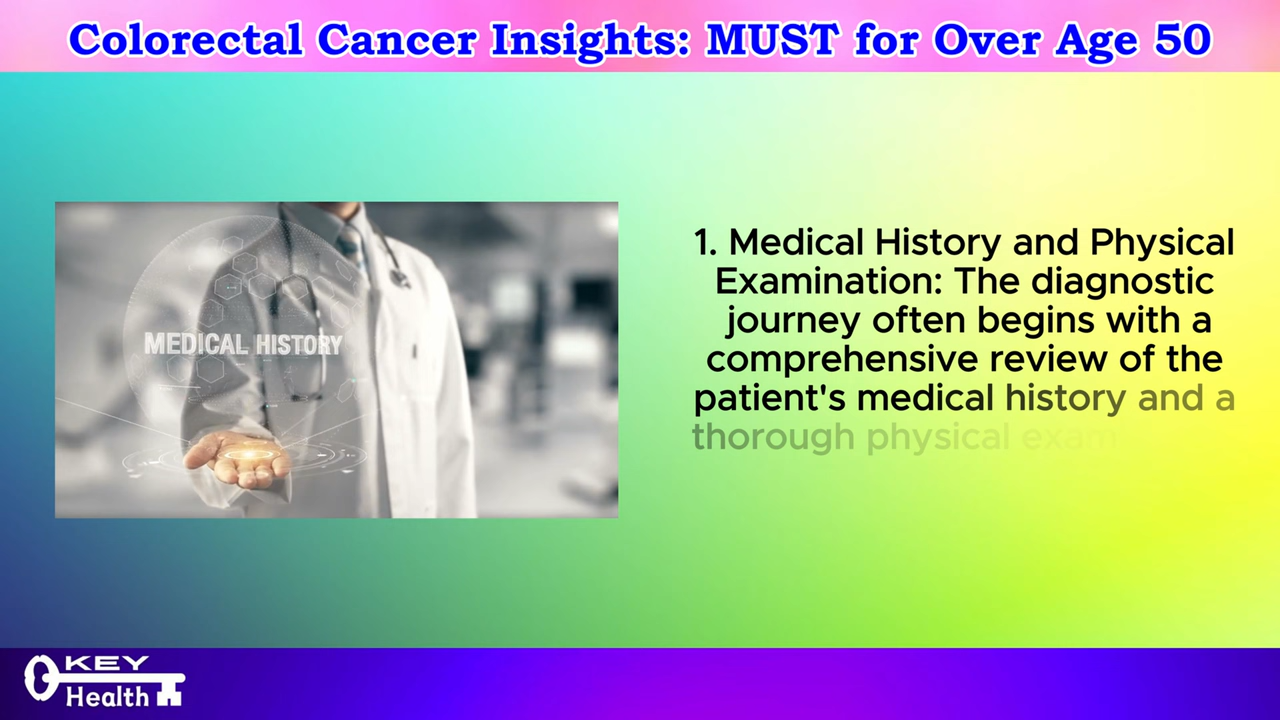 Colorectal Cancer Insights: MUST for Over Age 50
MEDICAL HISTORY
1. Medical History and Physical
Examination: The diagnostic
journey often begins with a
comprehensive review of the
patient's medical history and a
thorough physical exam
KEY
Health